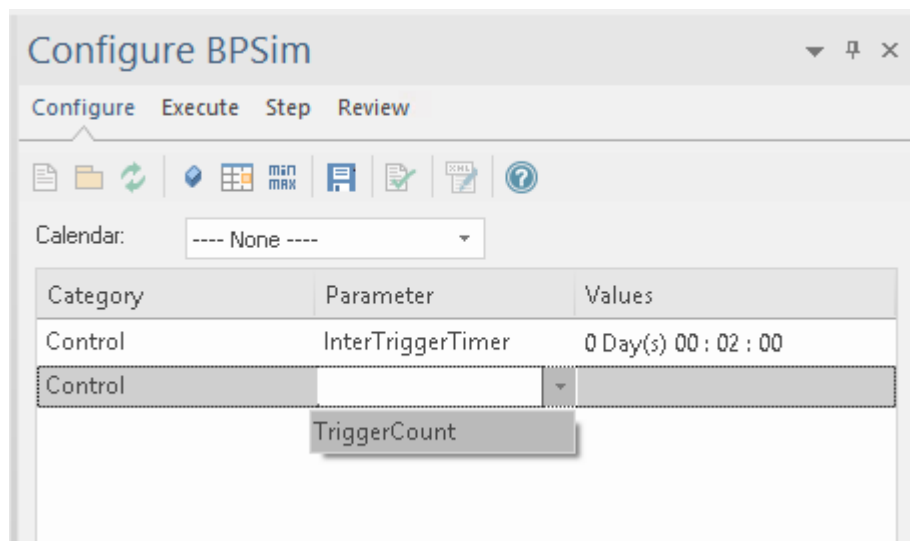 Configure BPSim
Configure Execute Step Review
min
max
XML
Calendar: ---- None ----
Category Parameter Values
Control InterTriggerTimer 0 Day(s) 00 : 02 : 00
Control
TriggerCount